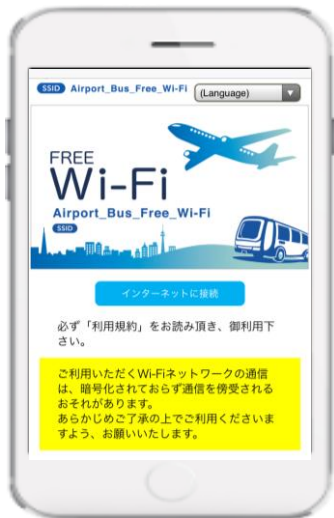 SSID Airport_Bus_Free_Wi-Fi (Language)
FREE
Wi-Fi
Airport_Bus_Free_Wi-Fi
SSID
インターネットに接続
必ず「利用規約」をお読み頂き、御利用下
さい。
ご利用いただくWi-Fiネットワークの通信
は、暗号化されておらず通信を傍受される
おそれがあります。
あらかじめご了承の上でご利用くださいま
すよう、お願いいたします。